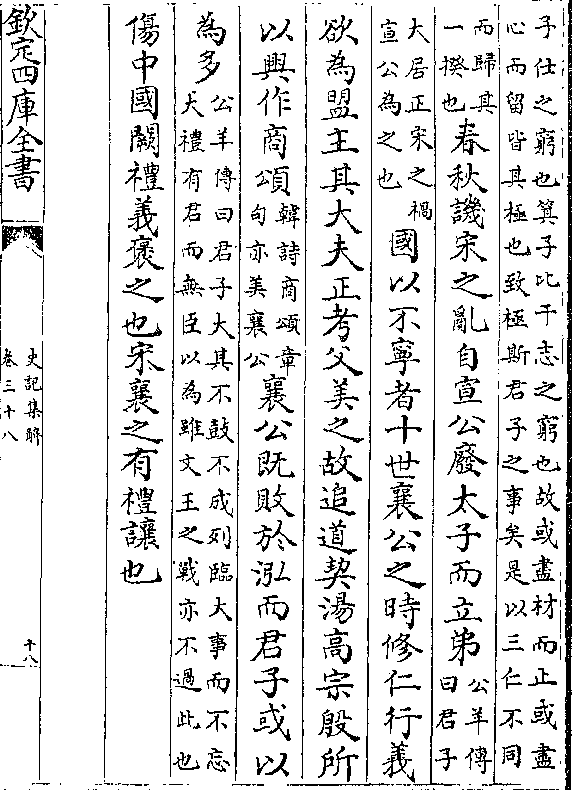 子仕之窮也箕子比干志之窮也故或盡材而止或盡
心而留皆其極也致極斯君子之事矣是以三仁不同
而歸其
一揆也
春秋譏宋之亂自宣公廢太子而立弟
公羊傳
曰君子
大居正宋之禍
宣公為之也
國以不寧者十世襄公之時修仁行義
欲為盟主其大夫正考父美之故追道契湯高宗殷所
以興作商頌
韓詩商頌章
句亦美襄公
襄公既敗於泓而君子或以
為多
公羊傳曰君子大其不鼓不成列臨大事而不忘
大禮有君而無臣以為雖文王之戰亦不過此也
傷中國闕禮義褒之也宋襄之有禮讓也
欽定四庫全書
史記集解
卷三十八
十八